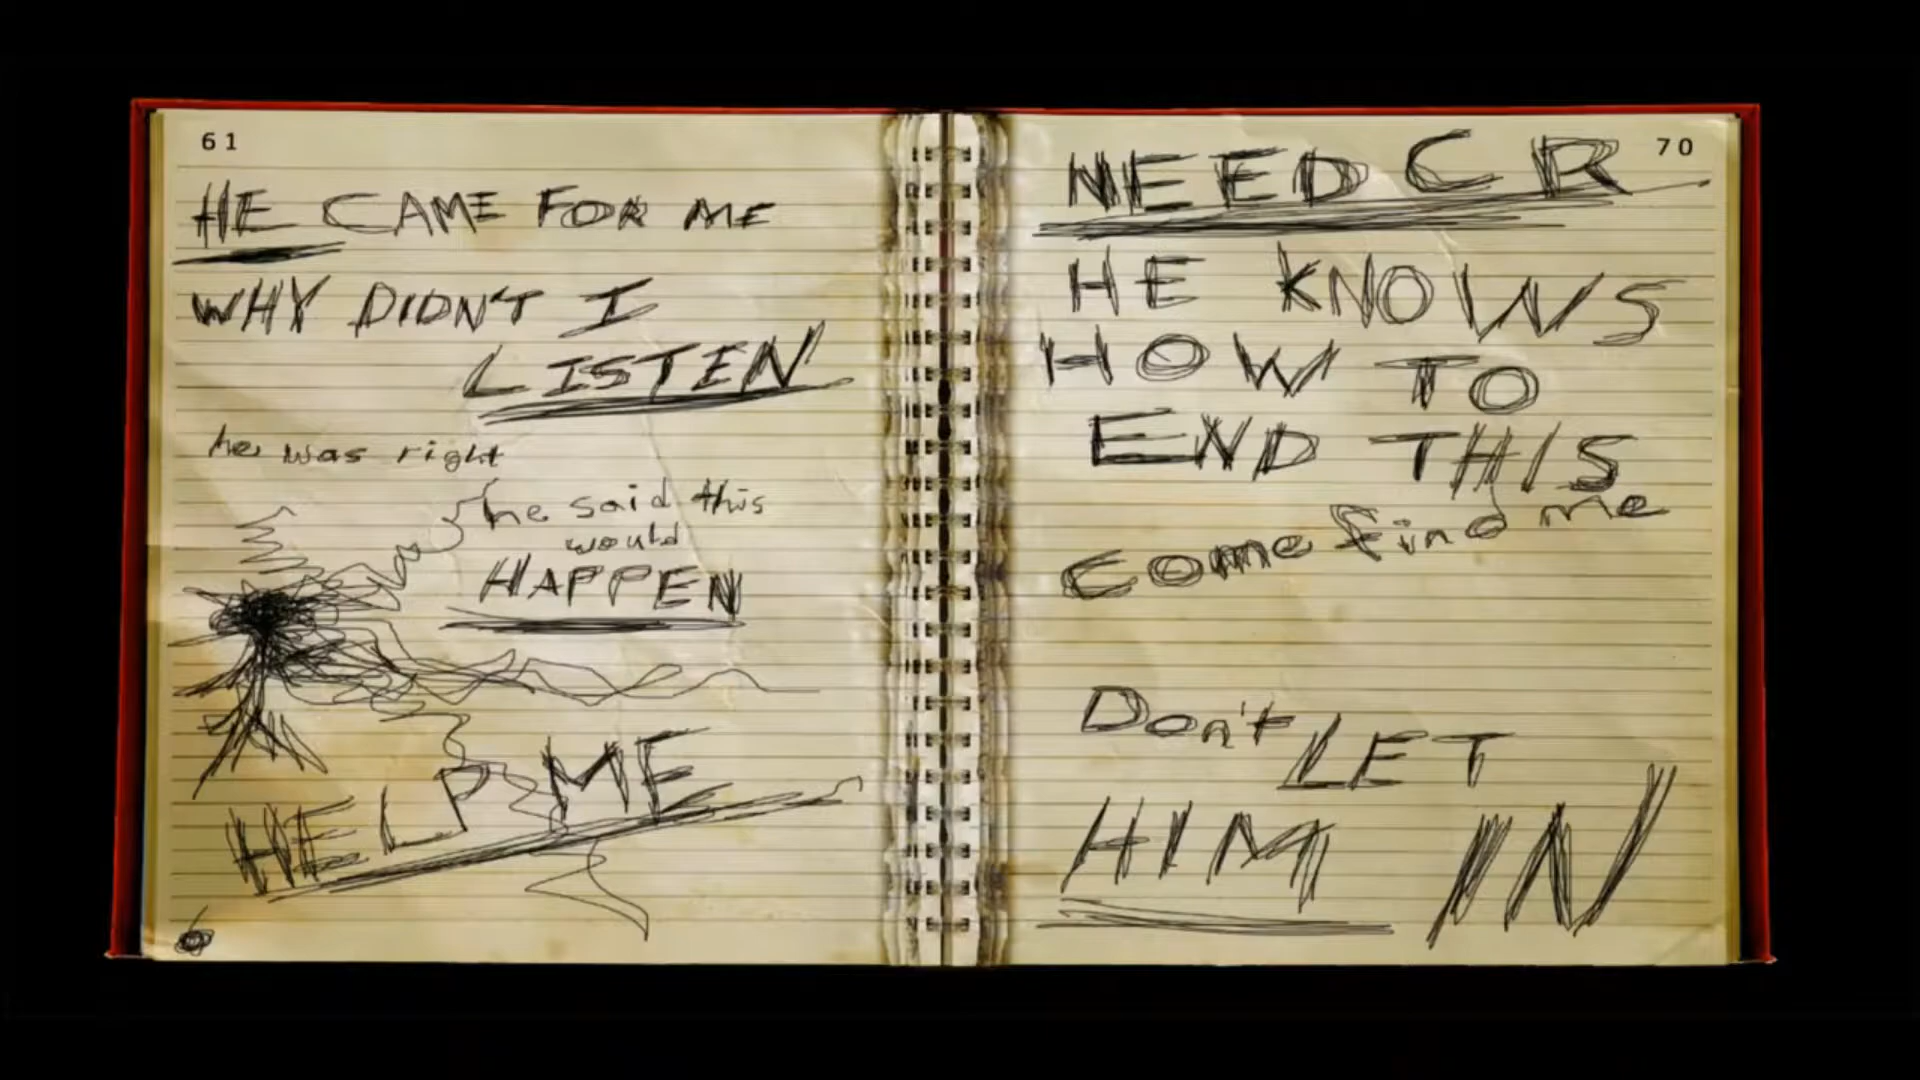 61
HE CAME FOR ME
WHY DIDN'T I
LISTEN
he was right
he said this
would
HAPPEN
HELP ME
70
NEED CR
HE KNOWS
HOW TO
END THIS
Come find me
Don't LET
HIM IN